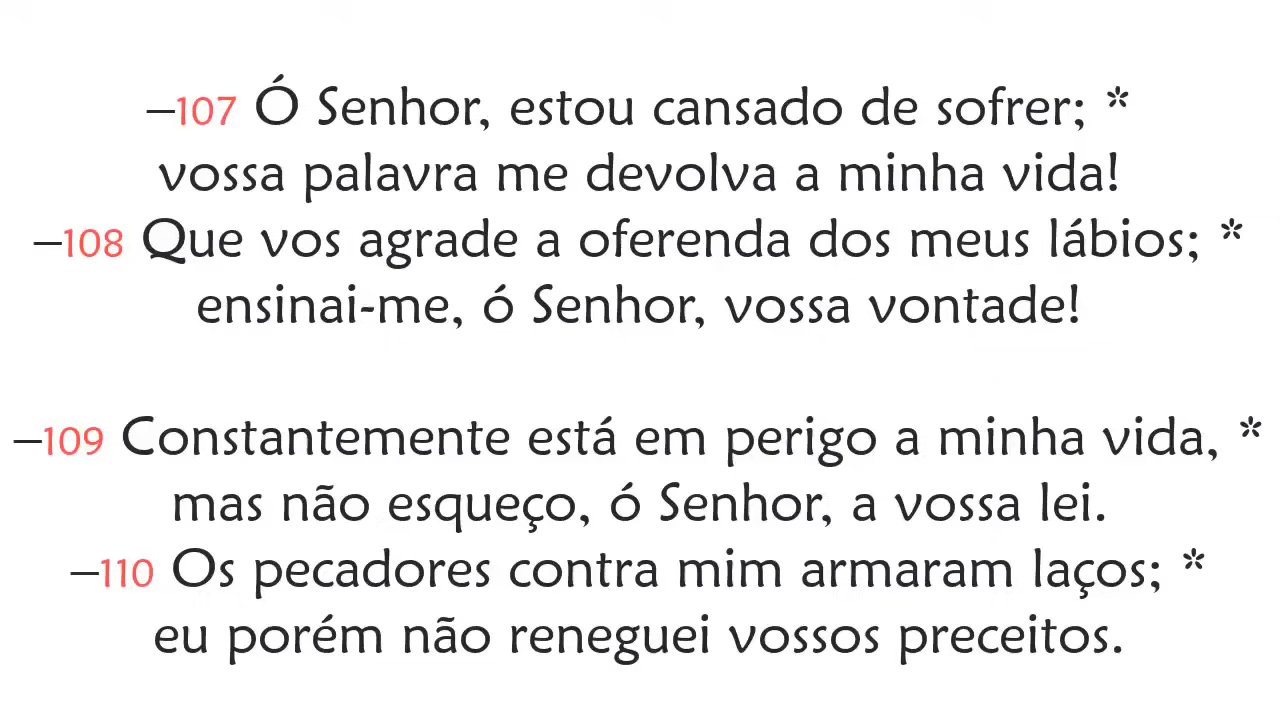 –107 Ó Senhor, estou cansado de sofrer; *
vossa palavra me devolva a minha vida!
–108 Que vos agrade a oferenda dos meus lábios; *
ensinai-me, ó Senhor, vossa vontade!
–109 Constantemente está em perigo a minha vida, *
mas não esqueço, ó Senhor, a vossa lei.
–110 Os pecadores contra mim armaram laços; *
eu porém não reneguei vossos preceitos.